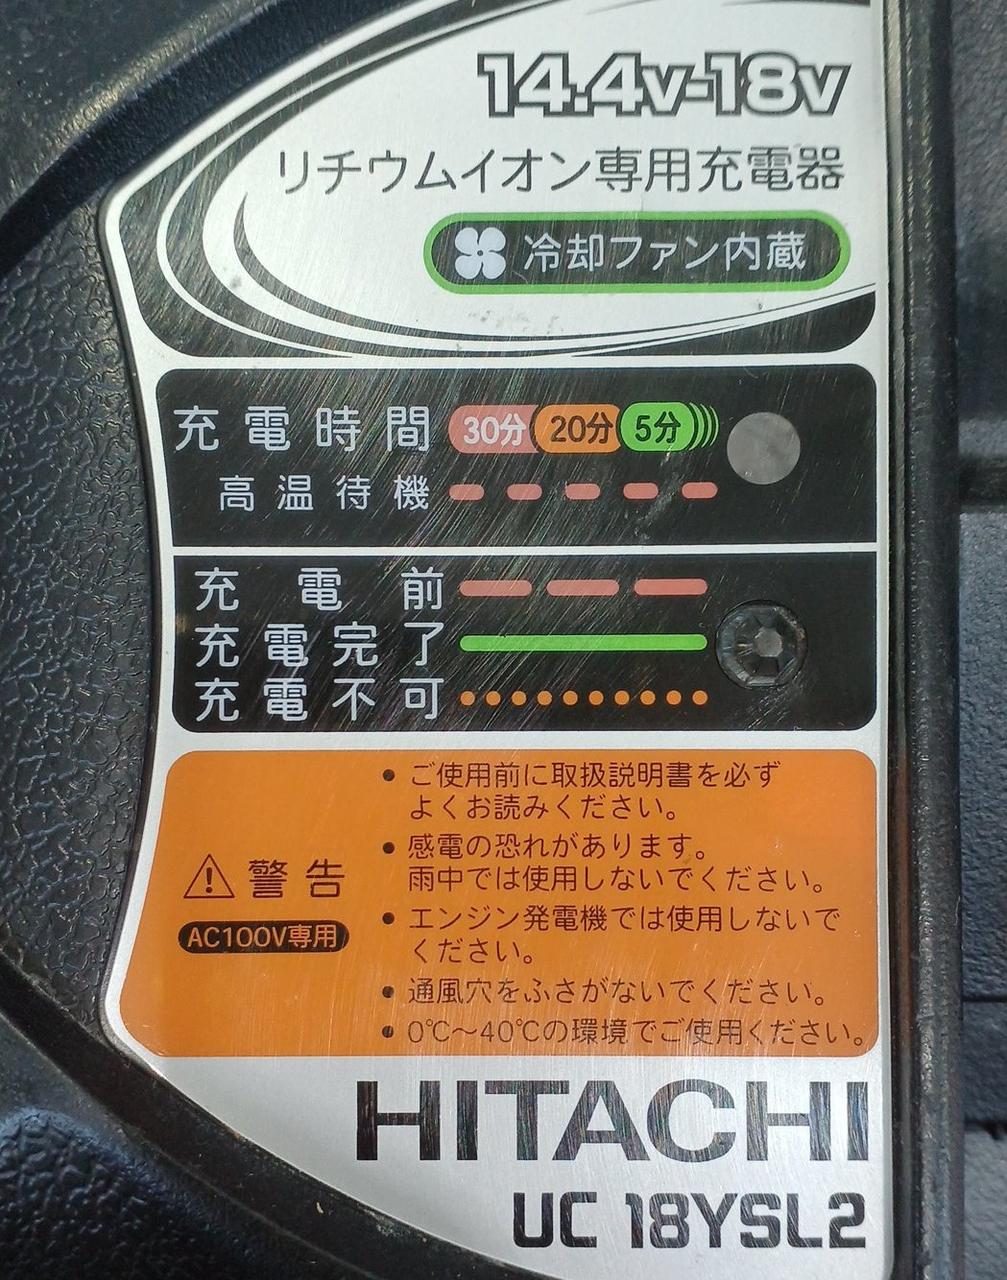 14.4V-18V
リチウムイオン専用充電器
冷却ファン内蔵
充電時間 30分 20分 5分
高温待機
充電前
充電完了
充電不可
警告
AC100V専用
• ご使用前に取扱説明書を必ず
よくお読みください。
• 感電の恐れがあります。
雨中では使用しないでください。
• エンジン発電機では使用しないで
ください。
• 通風穴をふさがないでください。
• 0℃～40℃の環境でご使用ください。
HITACHI
UC 18YSL2